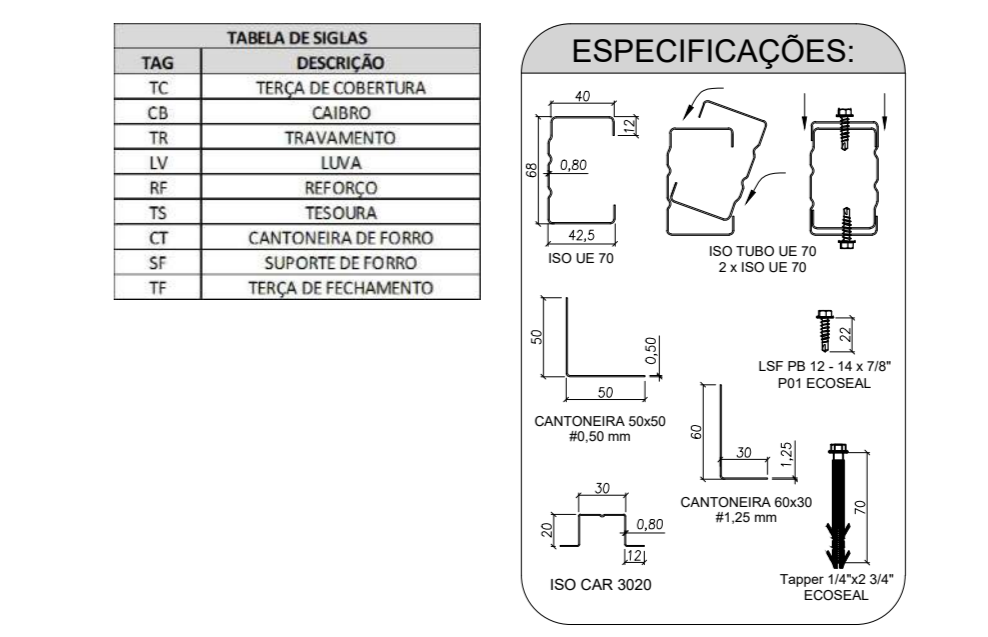 TABELA DE SIGLAS
TAG DESCRIÇÃO
TC TERÇA DE COBERTURA
CB CAIBRO
TR TRAVAMENTO
LV LUVA
RF REFORÇO
TS TESOURA
CT CANTONEIRA DE FORRO
SF SUPORTE DE FORRO
TF TERÇA DE FECHAMENTO
ESPECIFICAÇÕES:
40
12
68
0,80
42,5
ISO UE 70
ISO TUBO UE 70
2 x ISO UE 70
50
0,50
50
CANTONEIRA 50x50
#0,50 mm
22
LSF PB 12 - 14 x 7/8"
P01 ECOSEAL
60
30
1,25
CANTONEIRA 60x30
#1,25 mm
30
20
0,80
12
ISO CAR 3020
70
Tapper 1/4"x2 3/4"
ECOSEAL